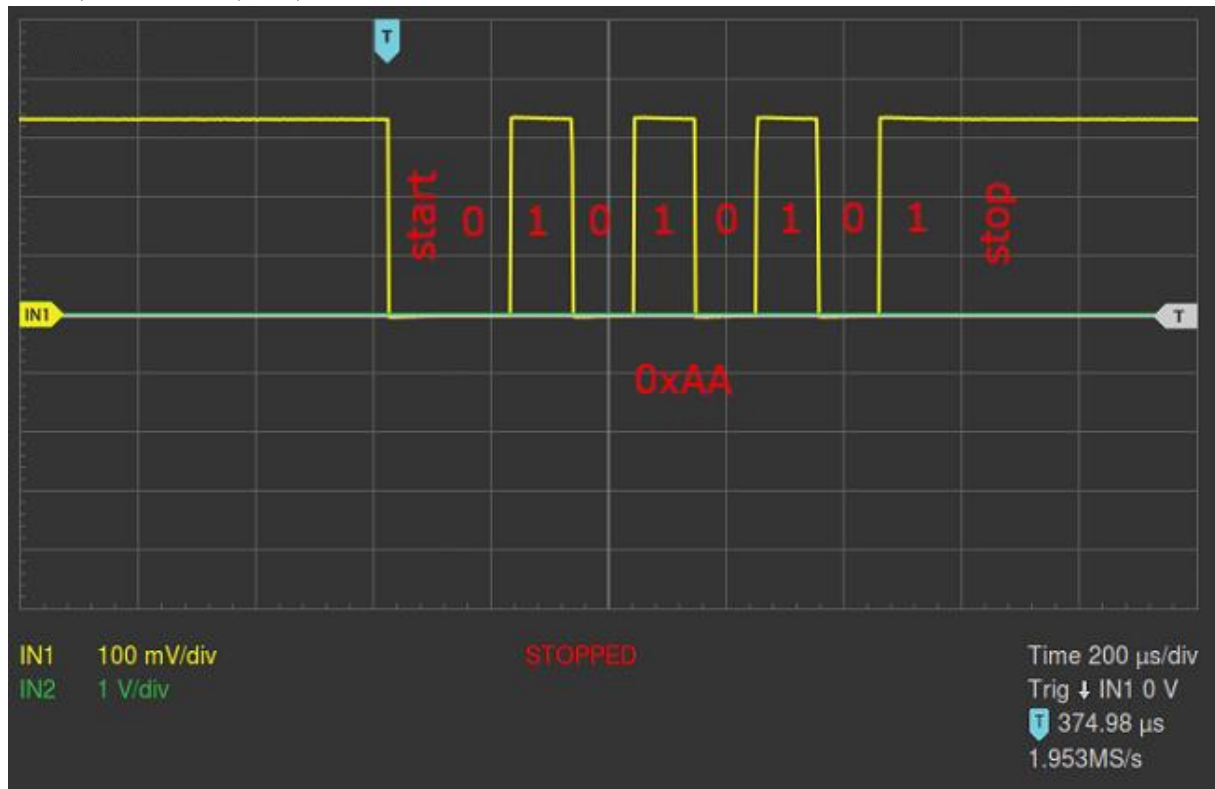 T
start 0 1 0 1 0 1 0 1 stop
IN1 T
0xAA
IN1 100 mV/div STOPPED Time 200 µs/div
IN2 1 V/div Trig ↓ IN1 0 V
T 374.98 µs
1.953MS/s